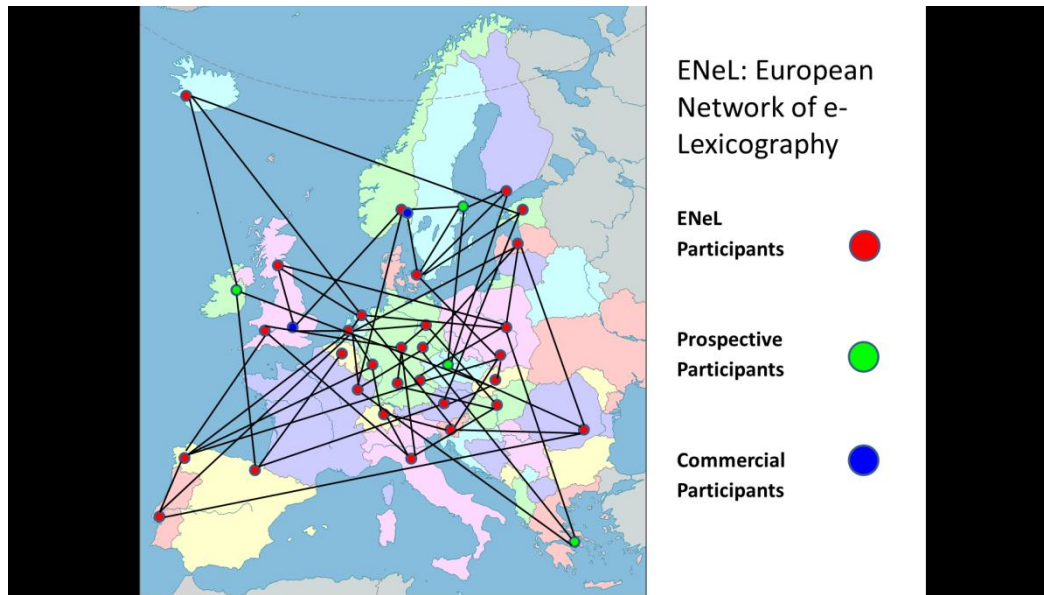 ENeL: European
Network of e-
Lexicography
ENeL
Participants
Prospective
Participants
Commercial
Participants